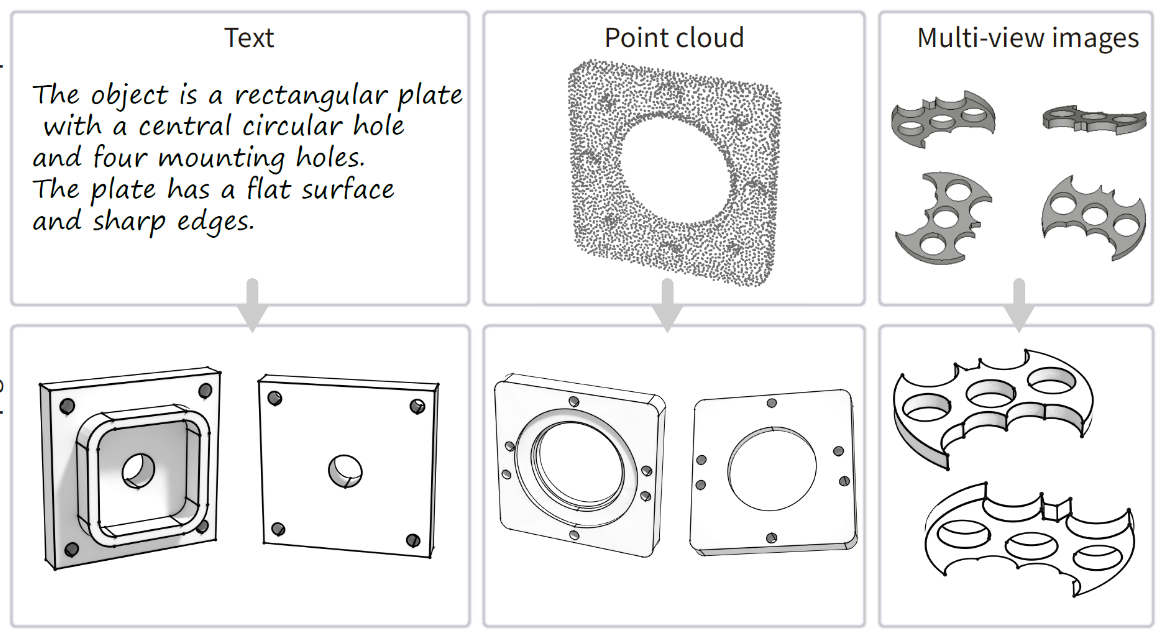 Text
The object is a rectangular plate
with a central circular hole
and four mounting holes.
The plate has a flat surface
and sharp edges.
Point cloud
Multi-view images